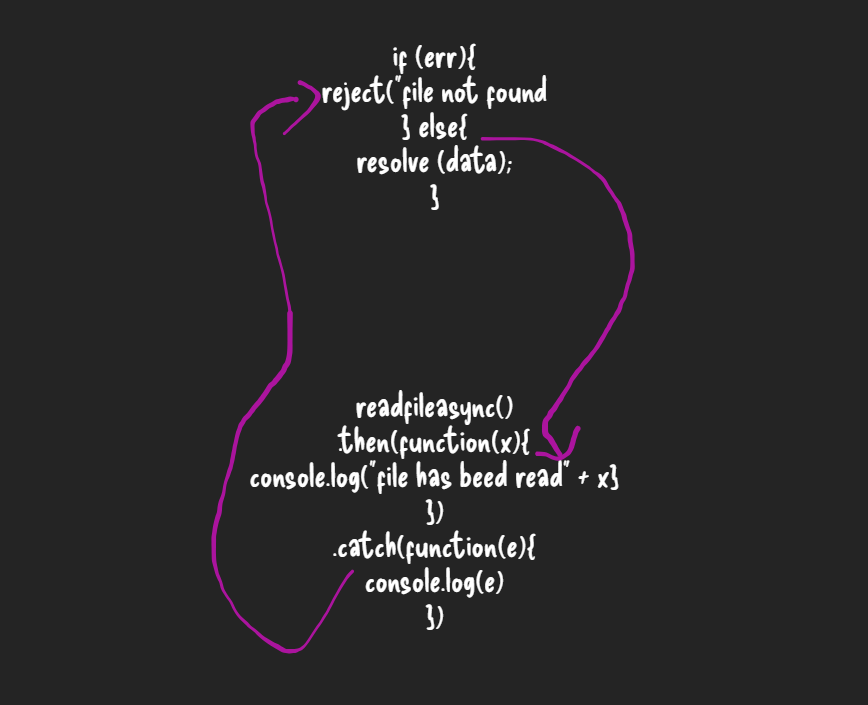 if (err){
reject("file not found
} else{
resolve (data);
}
readfileasync()
.then(function(x){
console.log("file has beed read" + x}
})
.catch(function(e){
console.log(e)
})